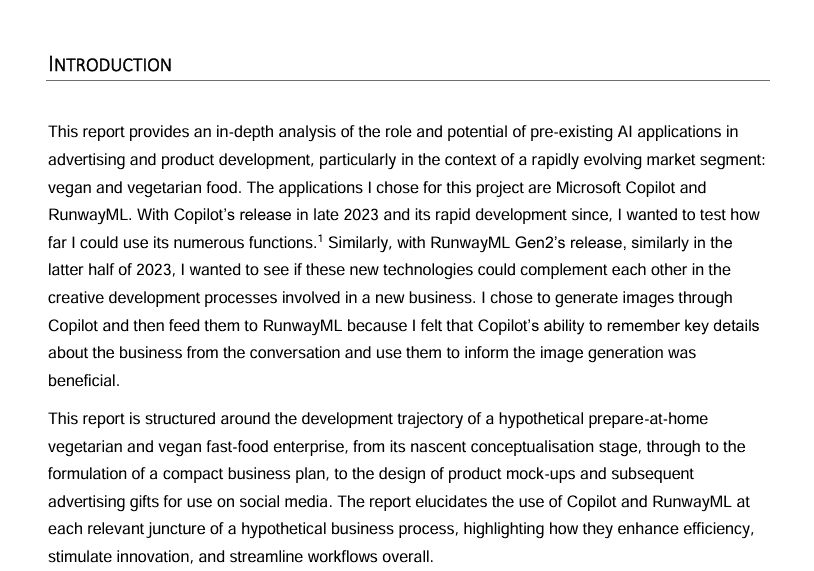 INTRODUCTION
This report provides an in-depth analysis of the role and potential of pre-existing AI applications in
advertising and product development, particularly in the context of a rapidly evolving market segment:
vegan and vegetarian food. The applications I chose for this project are Microsoft Copilot and
RunwayML. With Copilot’s release in late 2023 and its rapid development since, I wanted to test how
far I could use its numerous functions.¹ Similarly, with RunwayML Gen2’s release, similarly in the
latter half of 2023, I wanted to see if these new technologies could complement each other in the
creative development processes involved in a new business. I chose to generate images through
Copilot and then feed them to RunwayML because I felt that Copilot’s ability to remember key details
about the business from the conversation and use them to inform the image generation was
beneficial.
This report is structured around the development trajectory of a hypothetical prepare-at-home
vegetarian and vegan fast-food enterprise, from its nascent conceptualisation stage, through to the
formulation of a compact business plan, to the design of product mock-ups and subsequent
advertising gifts for use on social media. The report elucidates the use of Copilot and RunwayML at
each relevant juncture of a hypothetical business process, highlighting how they enhance efficiency,
stimulate innovation, and streamline workflows overall.